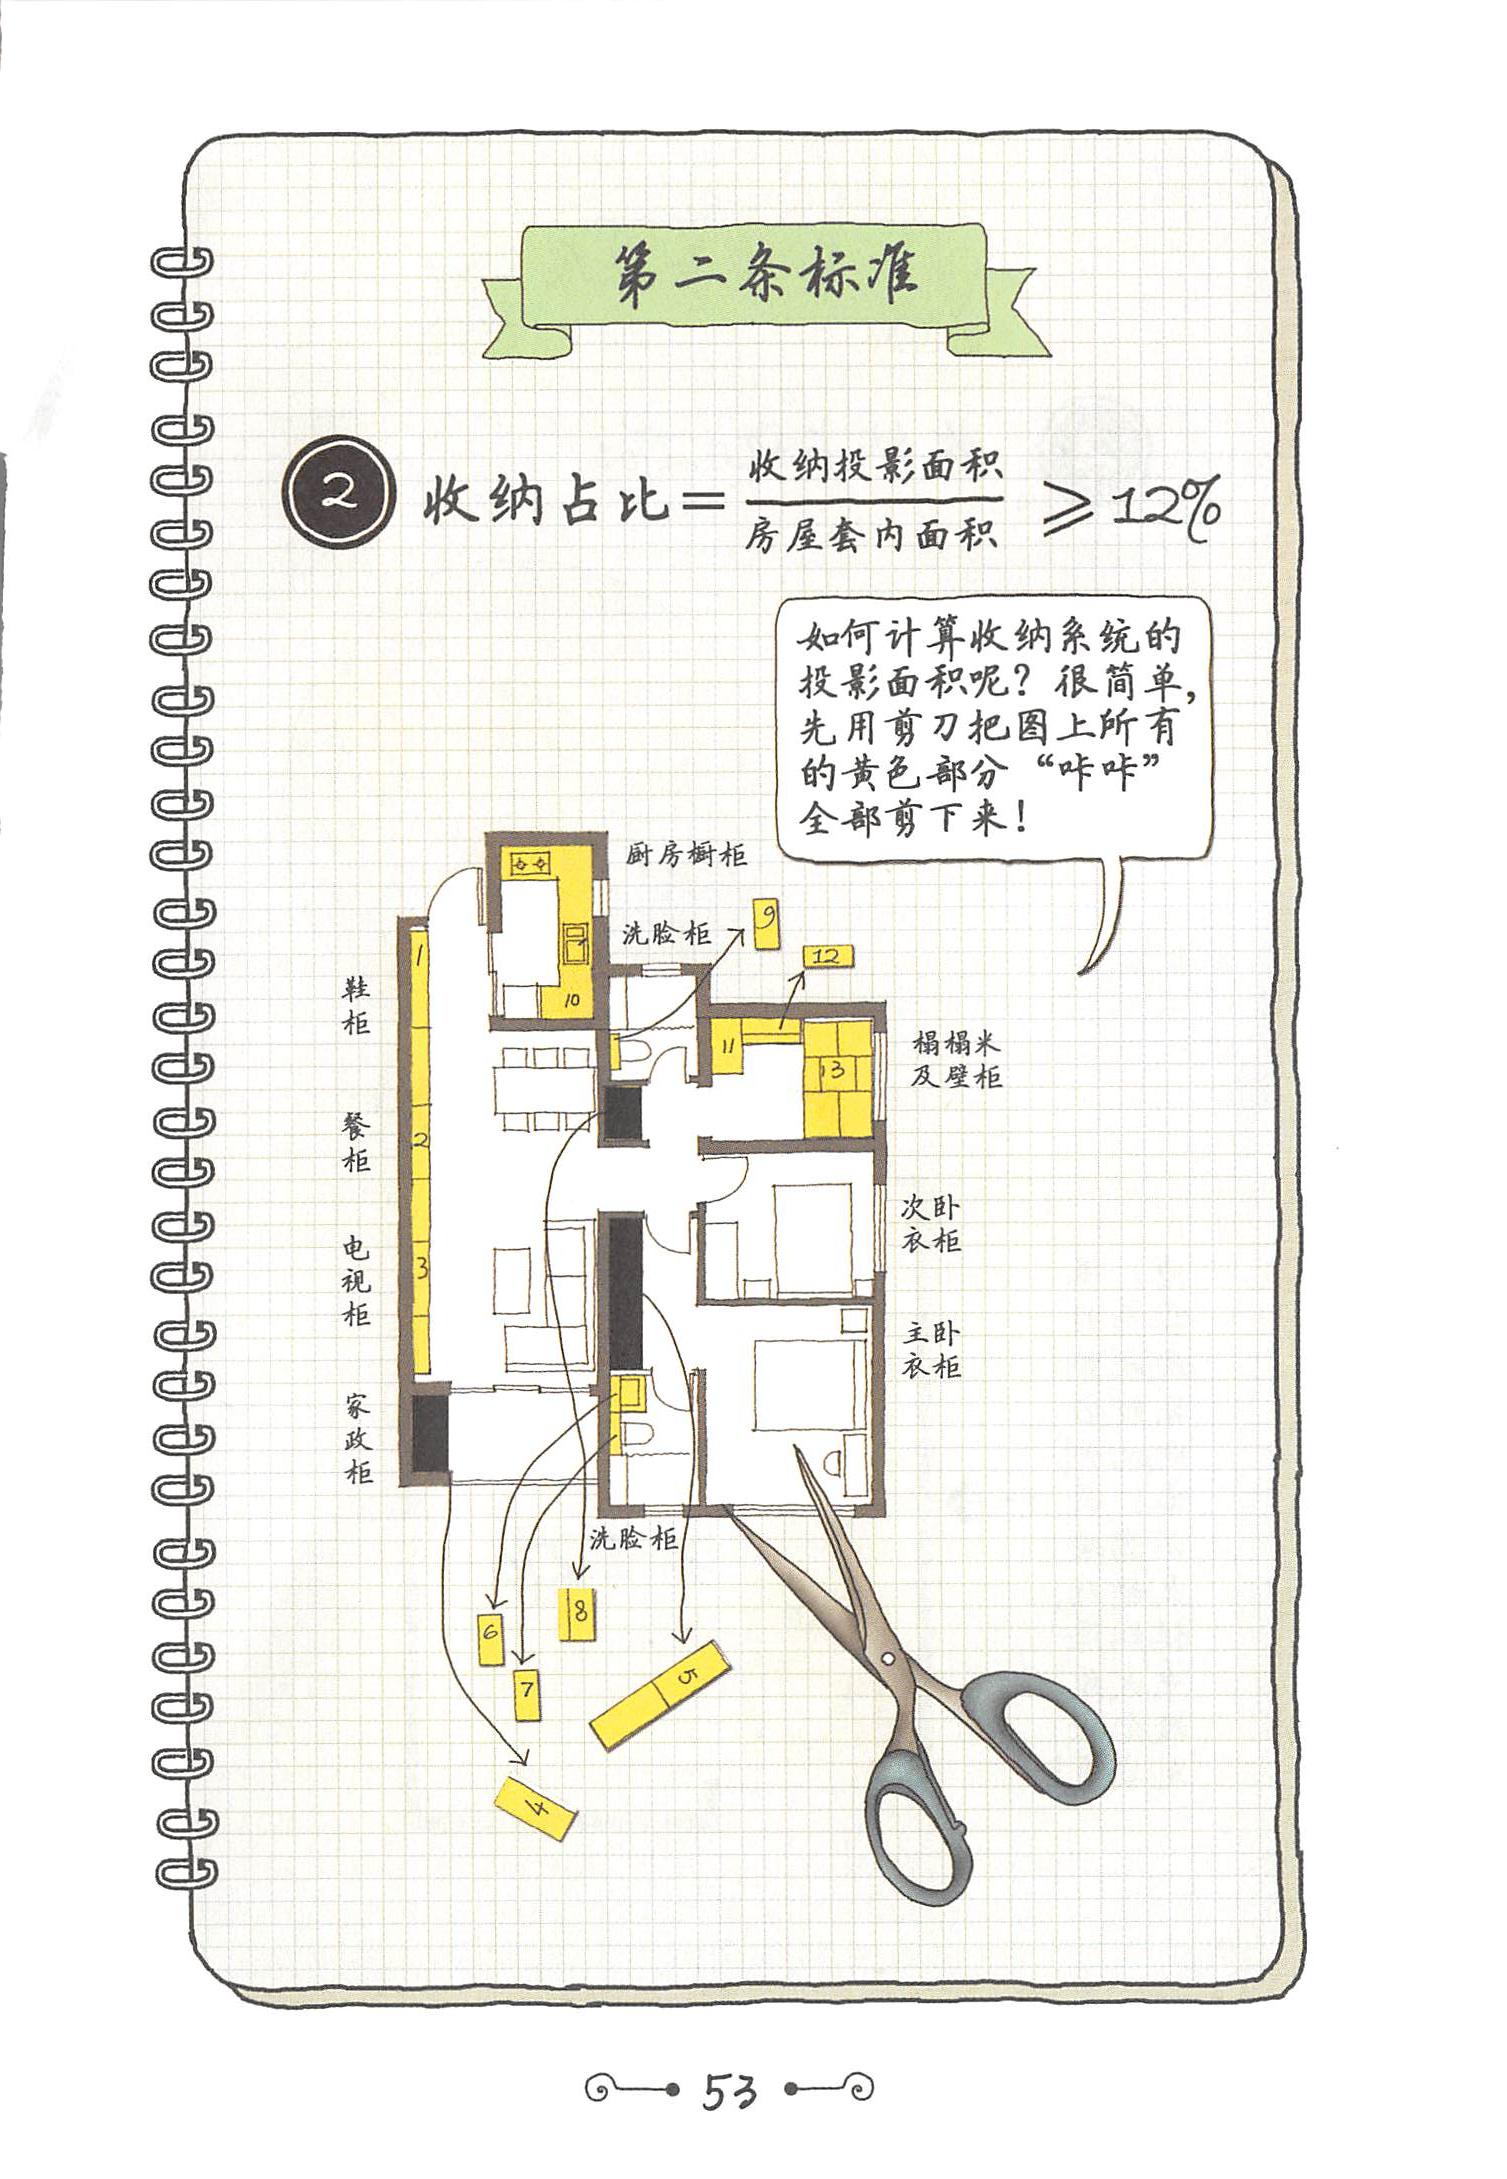 第二条标准
2 收纳占比=收纳投影面积/房屋套内面积≥12%
如何计算收纳系统的
投影面积呢？很简单，
先用剪刀把图上所有
的黄色部分“咔咔”
全部剪下来！
厨房橱柜
洗脸柜
9
12
1
10
鞋柜
11
13
榻榻米
及壁柜
餐柜
2
次卧
衣柜
电视柜
3
主卧
衣柜
家政柜
洗脸柜
6
8
7
5
4
53